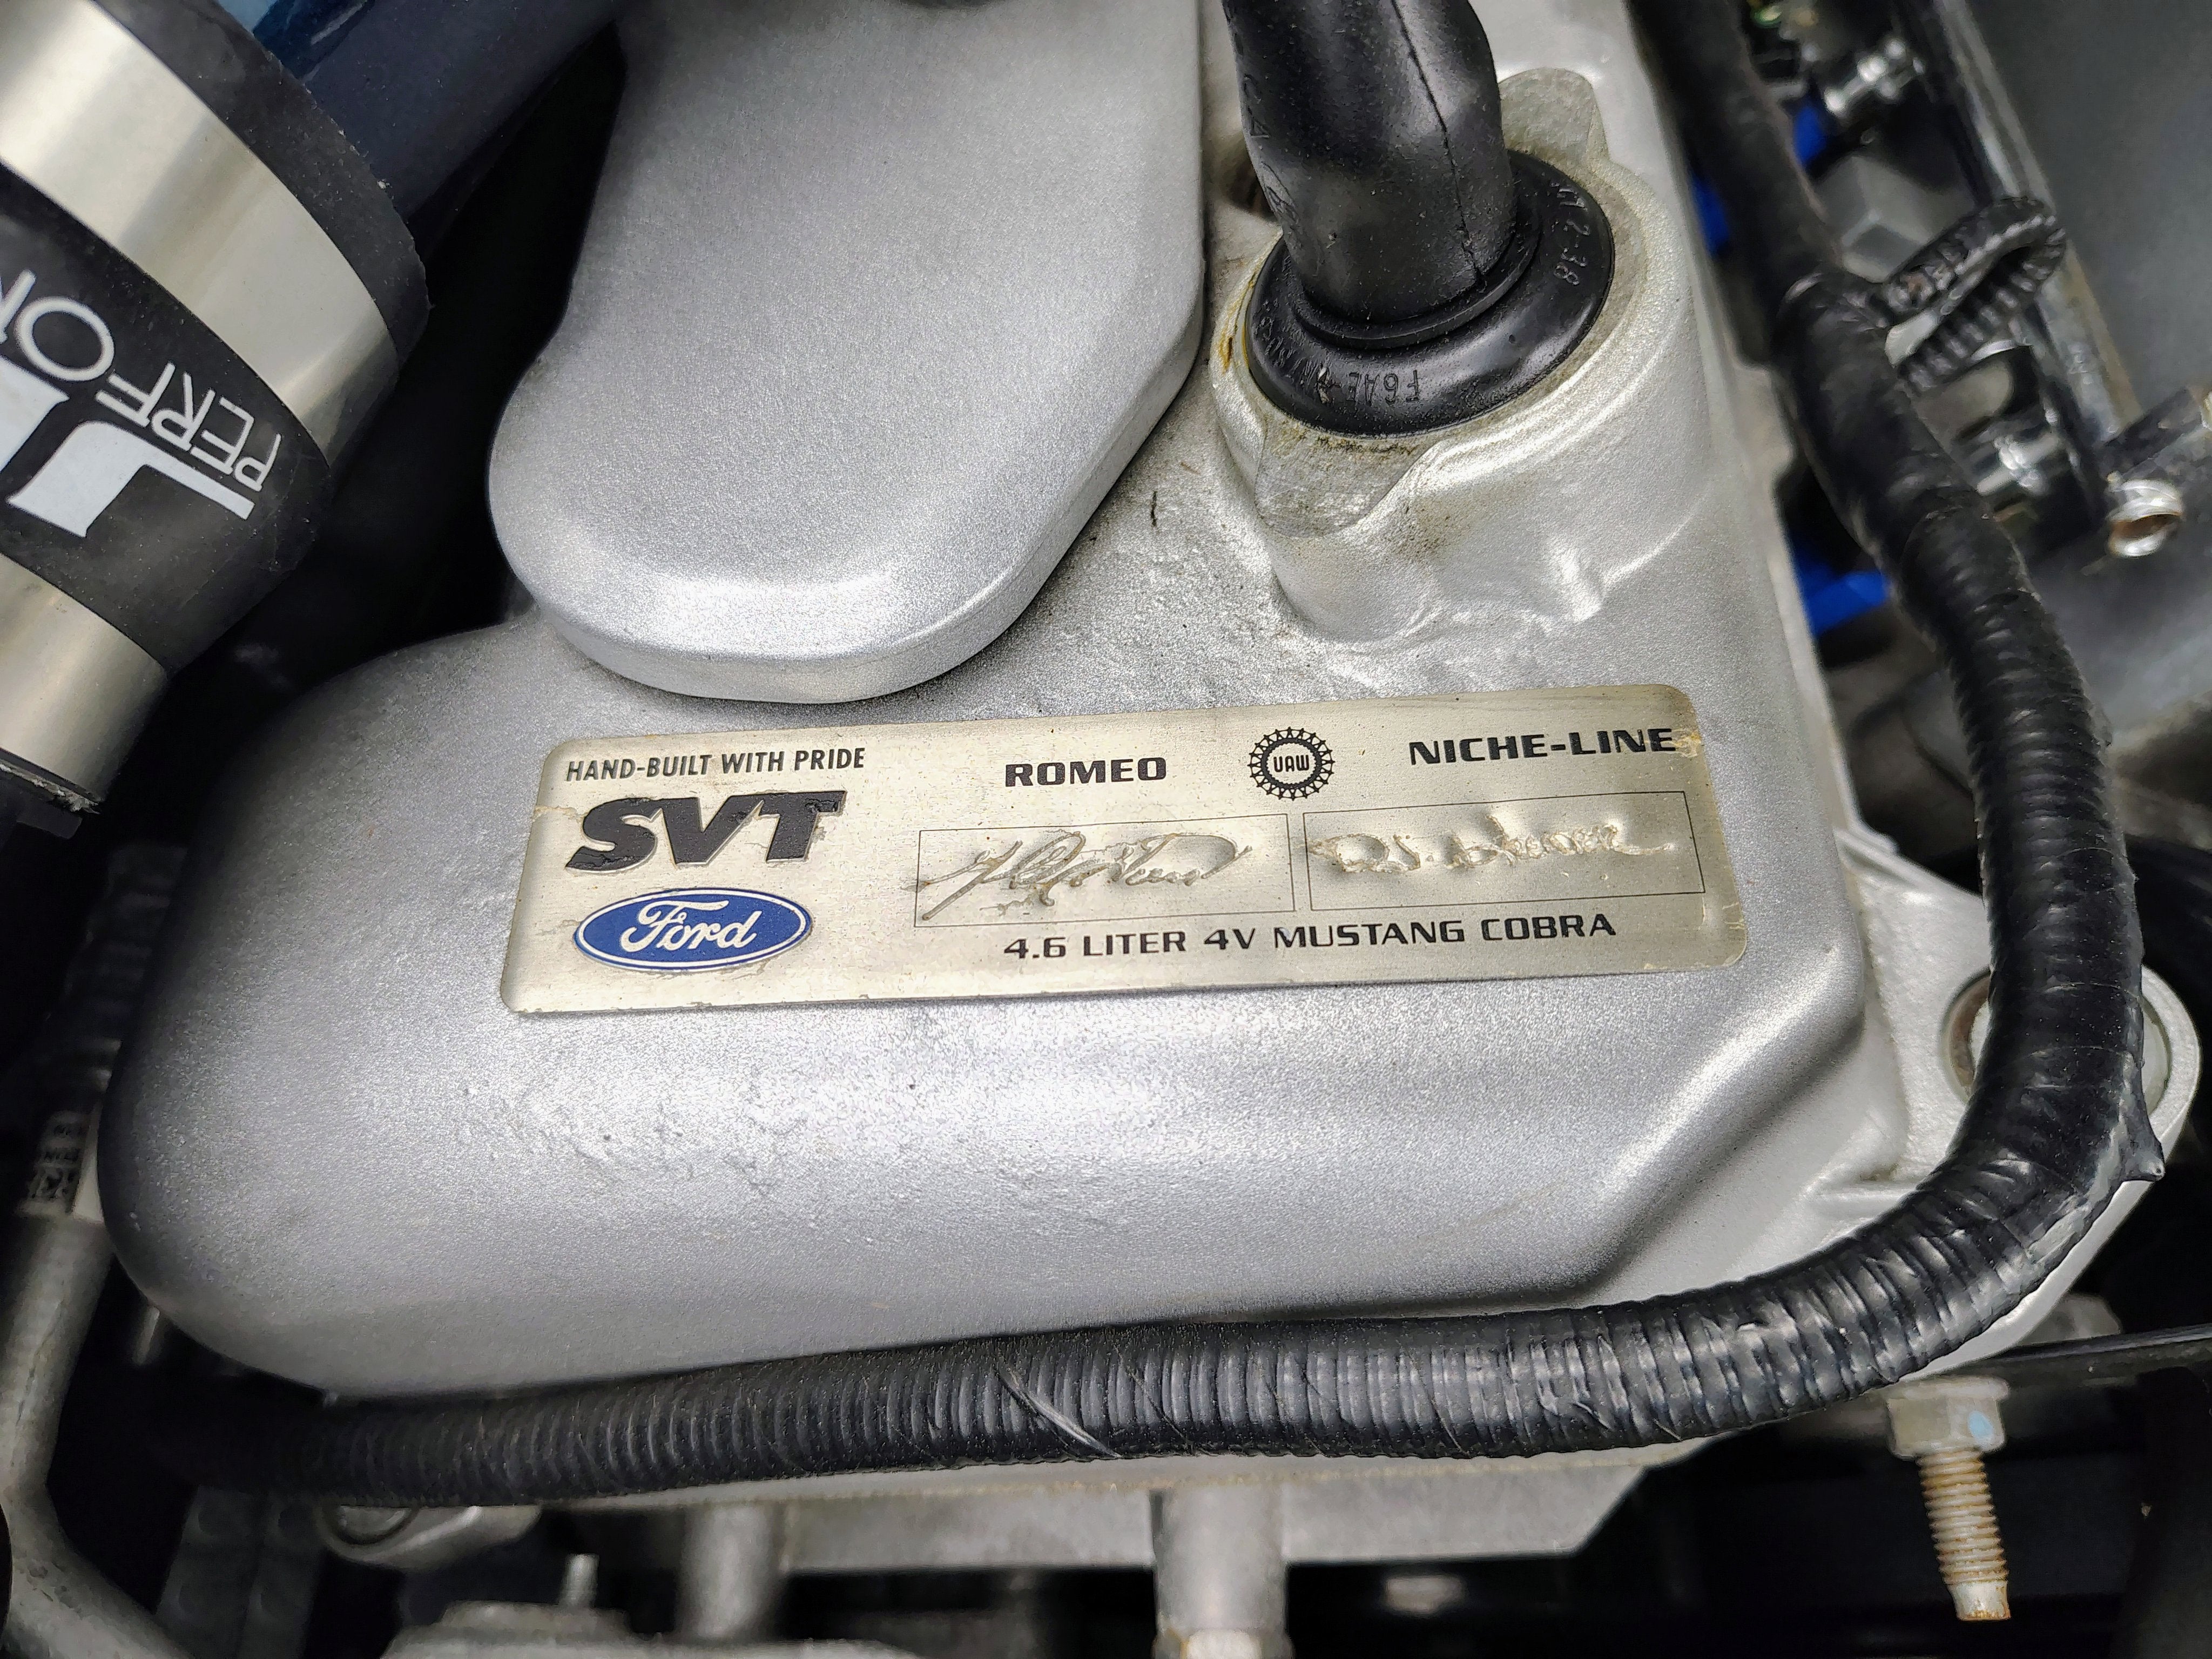 HAND-BUILT WITH PRIDE
SVT
Ford
ROMEO
UAW
NICHE-LINE
4.6 LITER 4V MUSTANG COBRA
PERFOR